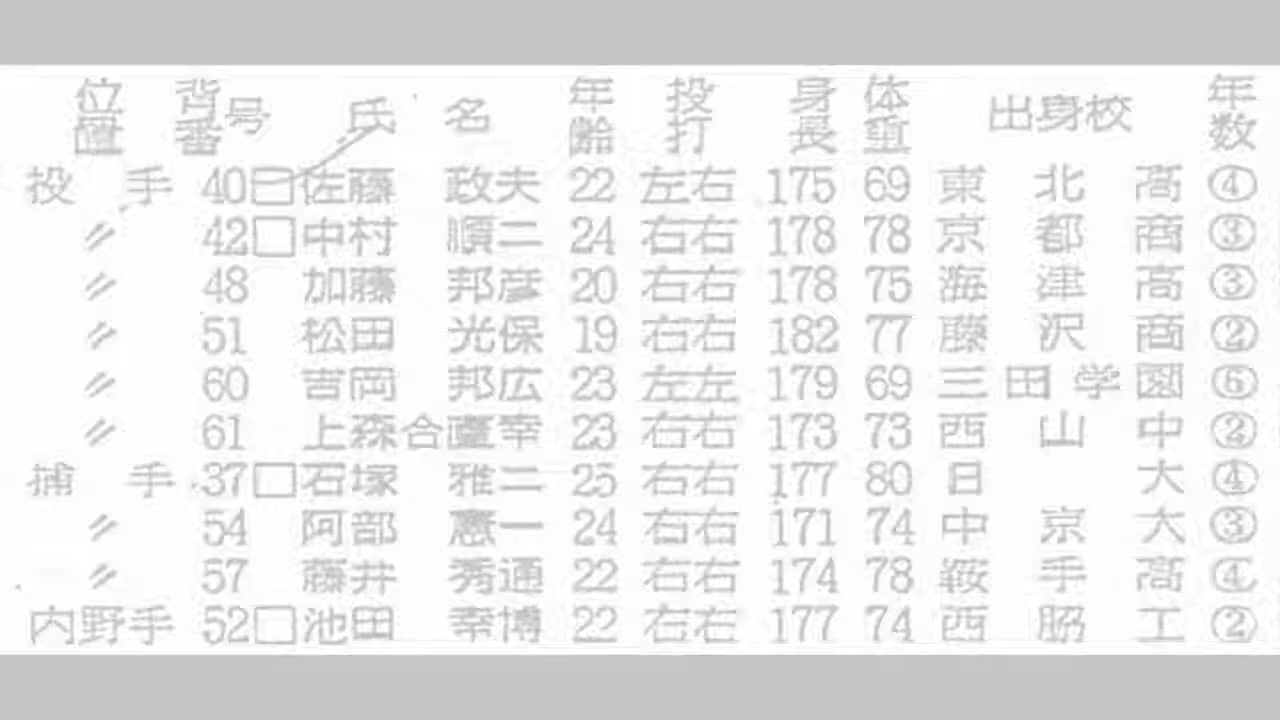 位置 背番号 氏 名 年齢 投打 身長 体重 出身校 年数
投 手 40□佐藤 政夫 22 左右 175 69 東 北 高 ④
〃 42□中村 順二 24 右右 178 78 京 都 商 ③
〃 48 加藤 邦彦 20 右右 178 75 海 津 高 ③
〃 51 松田 光保 19 右右 182 77 藤 沢 商 ②
〃 60 吉岡 邦広 23 左左 179 69 三 田 学 園
〃 61 上森合 幸 23 右右 173 73 西 山 中 ②
捕 手 37□石塚 雅二 25 右右 177 80 日 大 ④
〃 54 阿部 憲一 24 右右 171 74 中 京 大 ③
〃 57 藤井 秀通 22 右右 174 78 鞍 手 高 ④
内野手 52□池田 幸博 22 右右 177 74 西 脇 工 ②